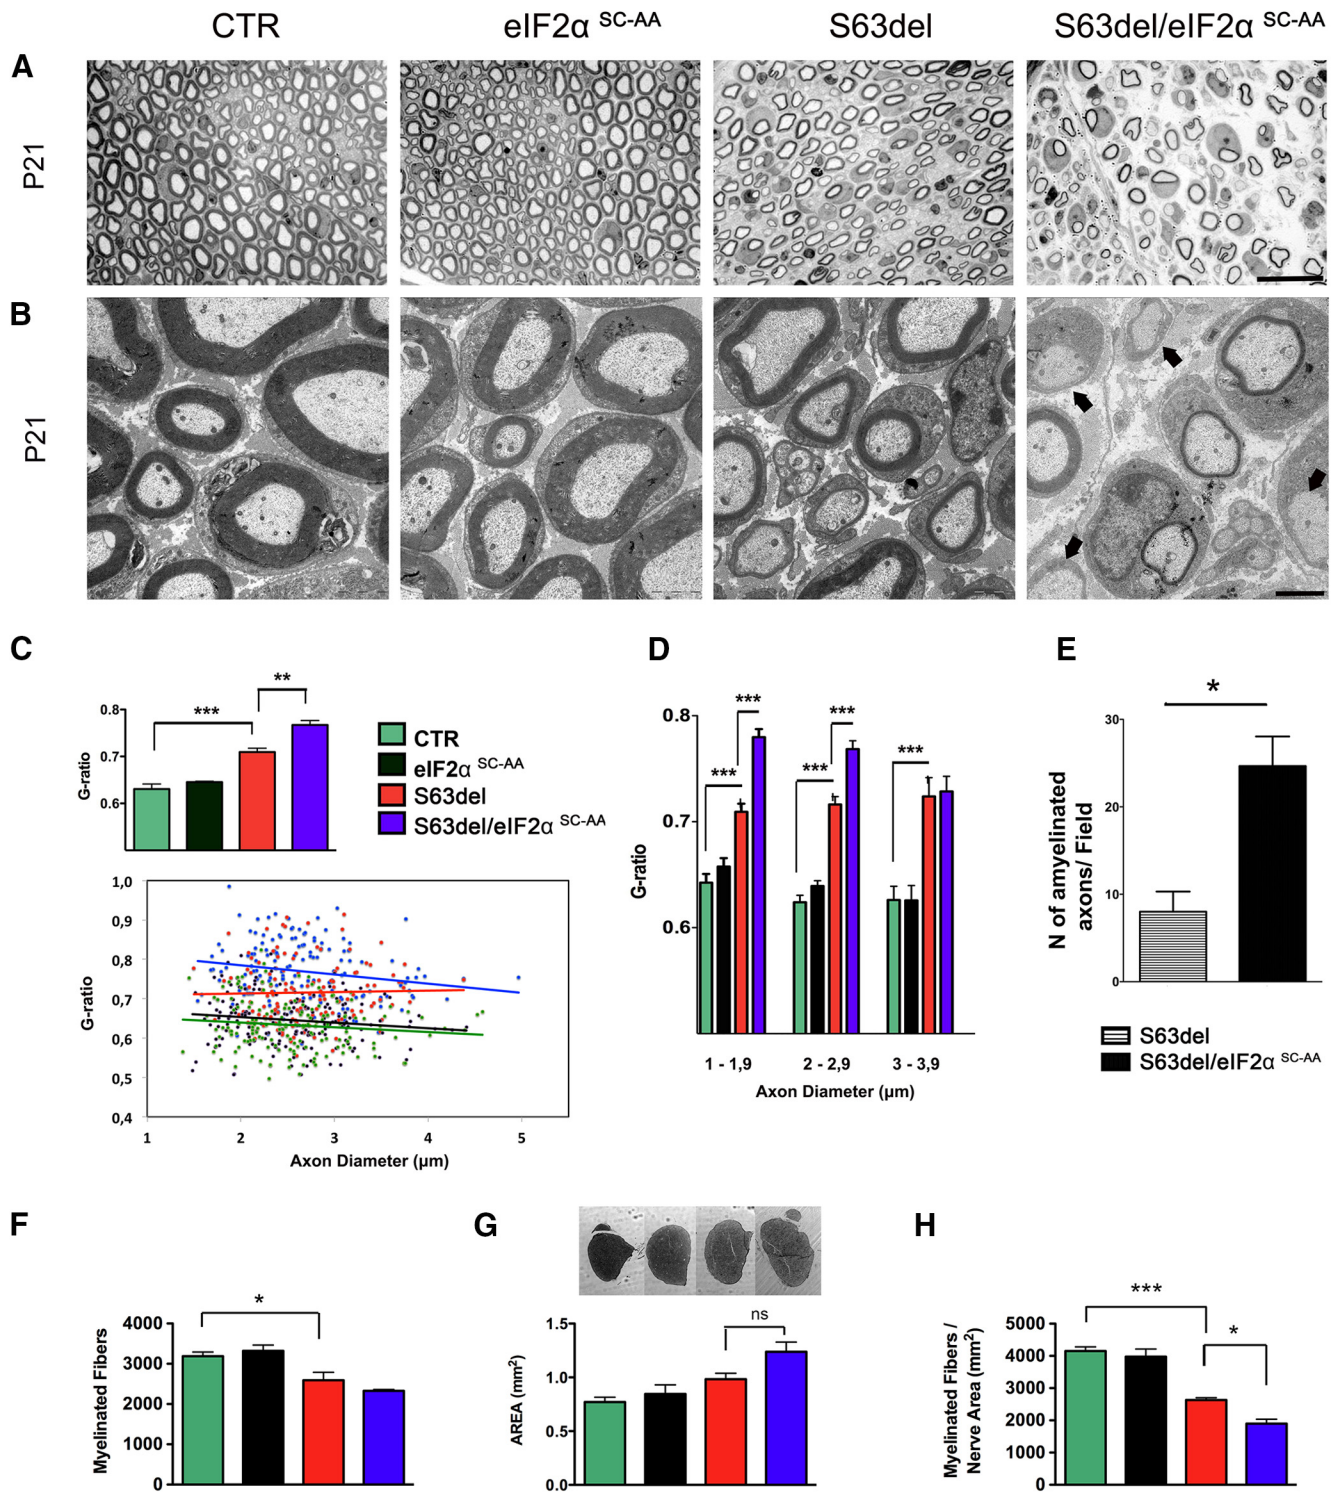 CTR eIF2α SC-AA S63del S63del/eIF2α SC-AA
A
P21
B
P21
C
**
***
0.8
0.7
0.6
G-ratio
CTR
eIF2α SC-AA
S63del
S63del/eIF2α SC-AA
1,0
0,9
0,8
0,7
0,6
0,5
0,4
G-ratio
1 2 3 4 5
Axon Diameter (µm)
D
***
***
***
***
***
0.8
0.7
0.6
G-ratio
1 - 1,9 2 - 2,9 3 - 3,9
Axon Diameter (µm)
E
*
30
20
10
0
N of amyelinated
axons/ Field
S63del
S63del/eIF2α SC-AA
F
*
4000
3000
2000
1000
0
Myelinated Fibers
G
ns
1.5
1.0
0.5
0.0
AREA (mm2)
H
***
*
5000
4000
3000
2000
1000
0
Myelinated Fibers /
Nerve Area (mm2)